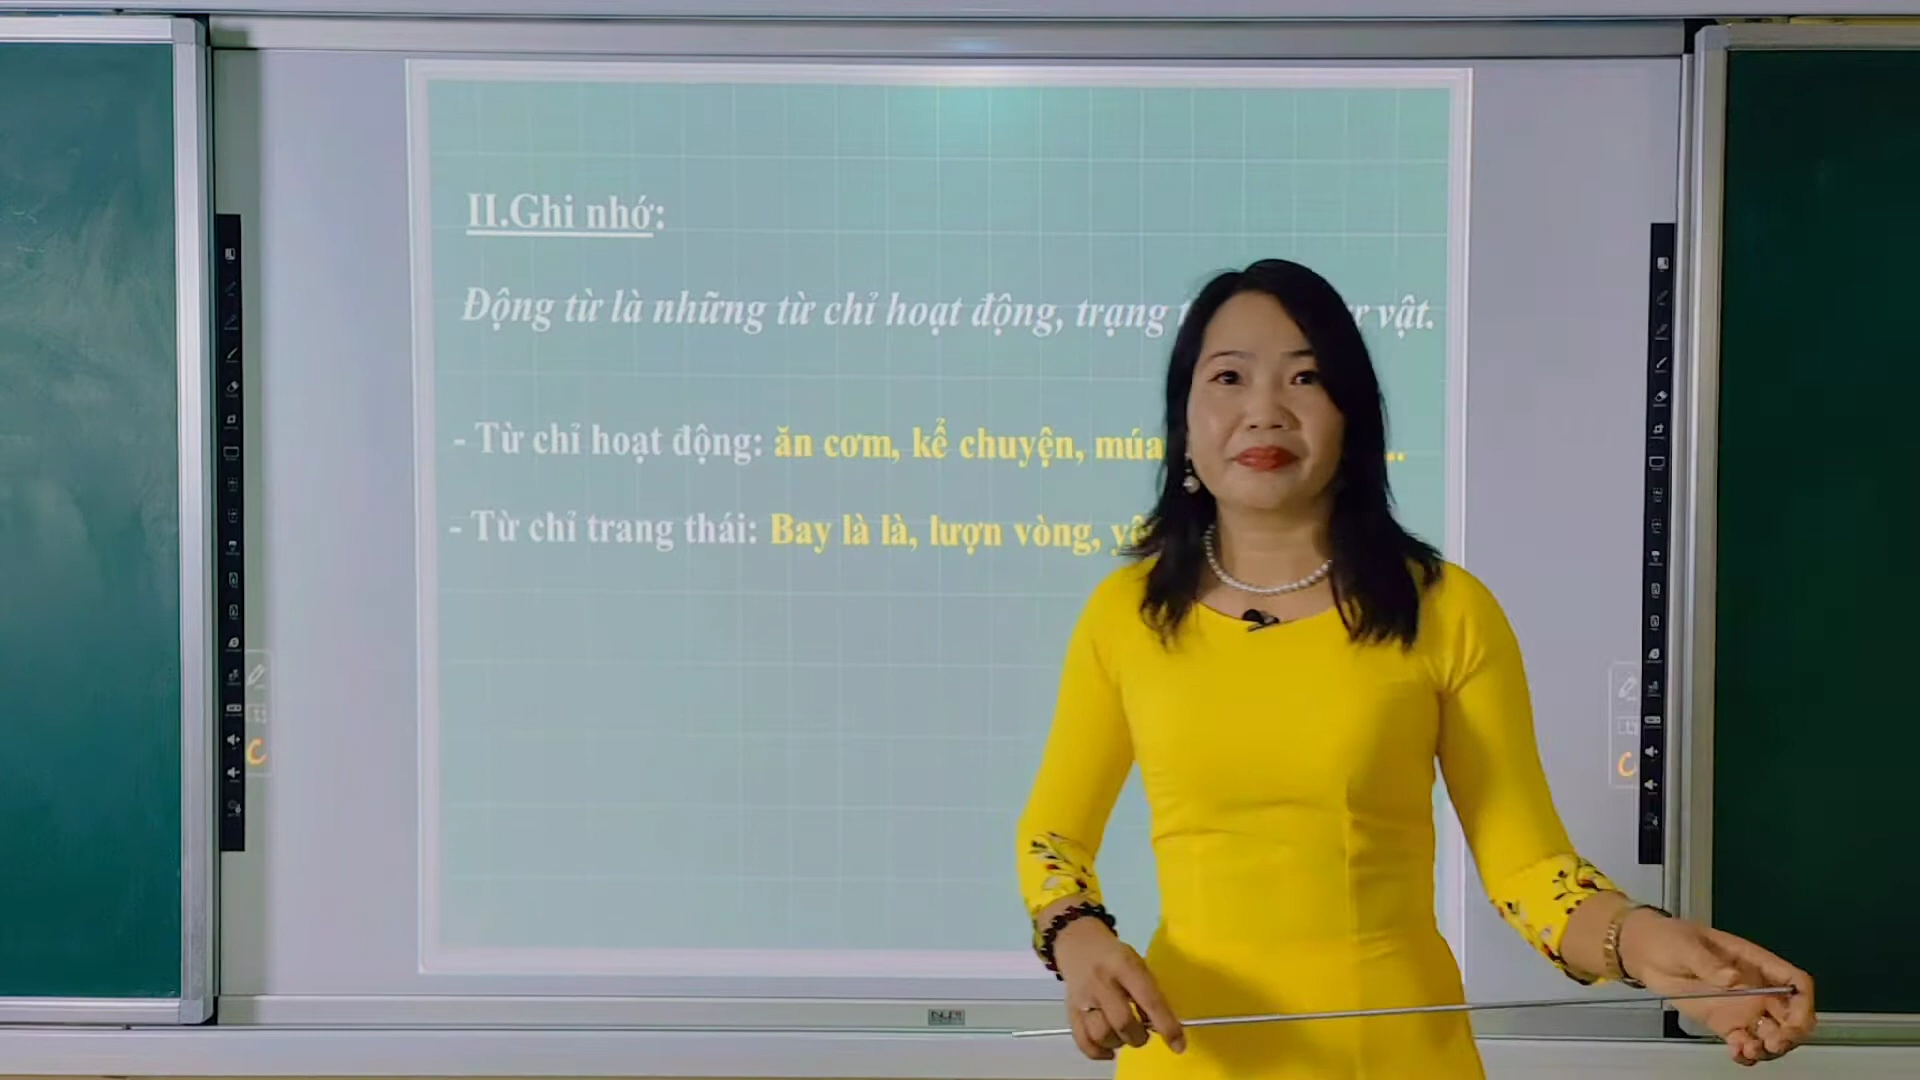 II.Ghi nhớ:
Động từ là những từ chỉ hoạt động, trạng vật.
- Từ chỉ hoạt động: ăn cơm, kể chuyện, múa ..
- Từ chỉ trang thái: Bay là là, lượn vòng,